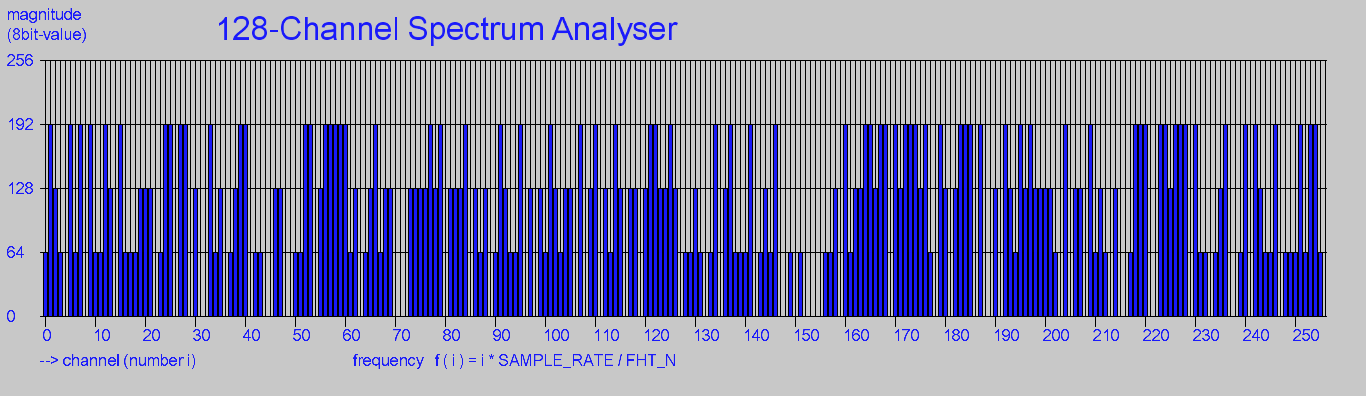 magnitude
(8bit-value)
128-Channel Spectrum Analyser
256
192
128
64
0
0 10 20 30 40 50 60 70 80 90 100 110 120 130 140 150 160 170 180 190 200 210 220 230 240 250
--> channel (number i)
frequency f ( i ) = i * SAMPLE_RATE / FHT_N